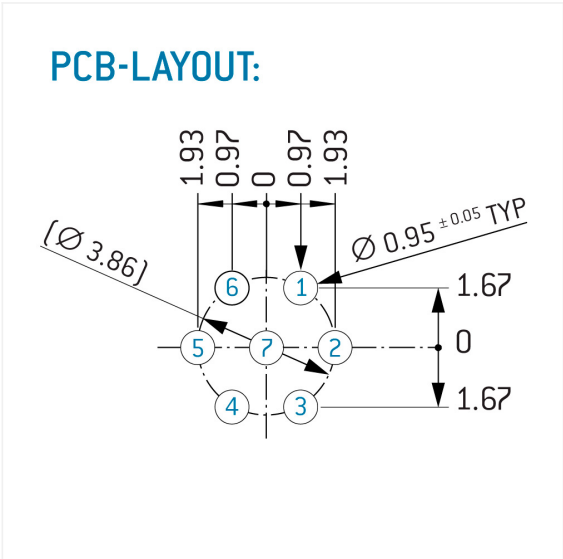 PCB-LAYOUT:
1.93 0.97 0 0.97 1.93
(Ø 3.86)
Ø 0.95 ± 0.05 TYP
6 1 1.67
5 7 2 0
4 3 1.67